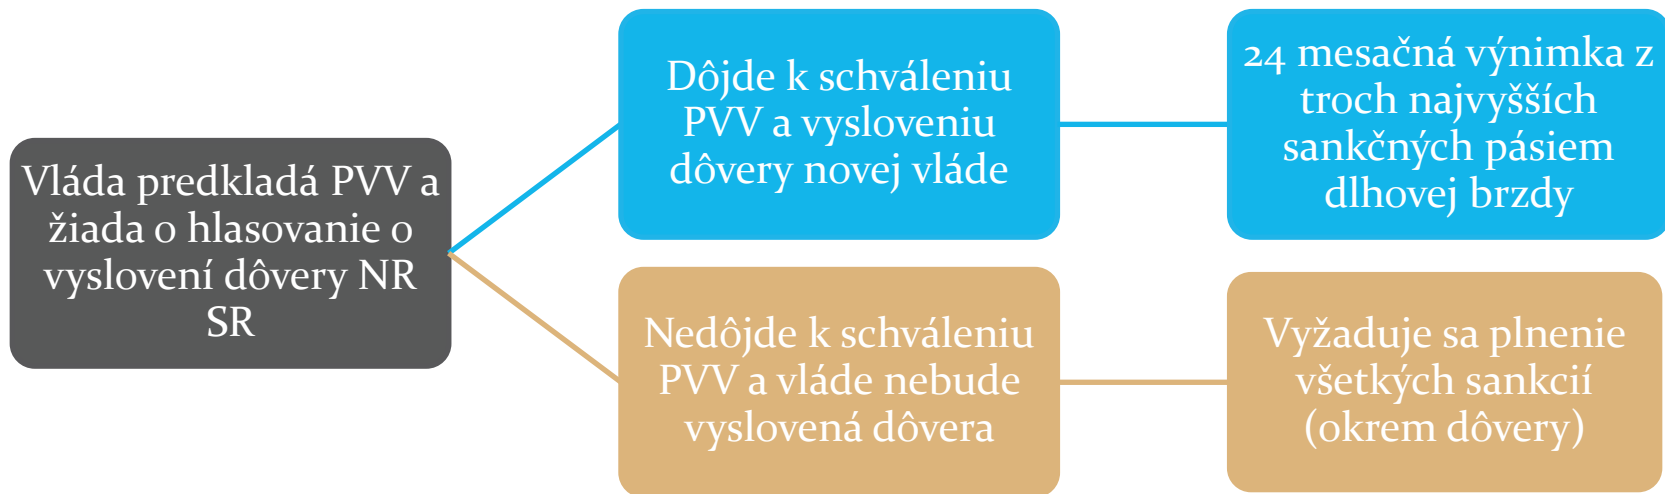 Vláda predkladá PVV a
žiada o hlasovanie o
vyslovení dôvery NR
SR
Dôjde k schváleniu
PVV a vysloveniu
dôvery novej vláde
24 mesačná výnimka z
troch najvyšších
sankčných pásiem
dlhovej brzdy
Nedôjde k schváleniu
PVV a vláde nebude
vyslovená dôvera
Vyžaduje sa plnenie
všetkých sankcií
(okrem dôvery)